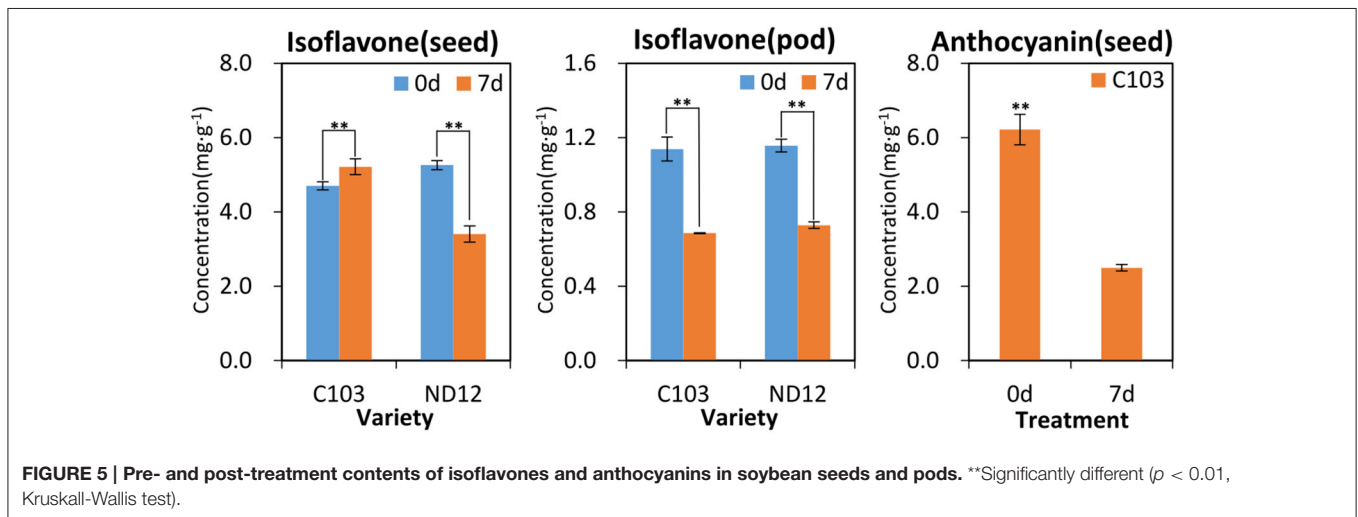 Isoflavone(seed)
Concentration(mg·g⁻¹)
8.0
6.0
4.0
2.0
0.0
0d 7d
** **
C103 ND12
Variety
Isoflavone(pod)
Concentration(mg·g⁻¹)
1.6
1.2
0.8
0.4
0.0
0d 7d
** **
C103 ND12
Variety
Anthocyanin(seed)
Concentration(mg·g⁻¹)
8.0
6.0
4.0
2.0
0.0
C103
**
0d 7d
Treatment
FIGURE 5 | Pre- and post-treatment contents of isoflavones and anthocyanins in soybean seeds and pods. **Significantly different (p < 0.01,
Kruskall-Wallis test).